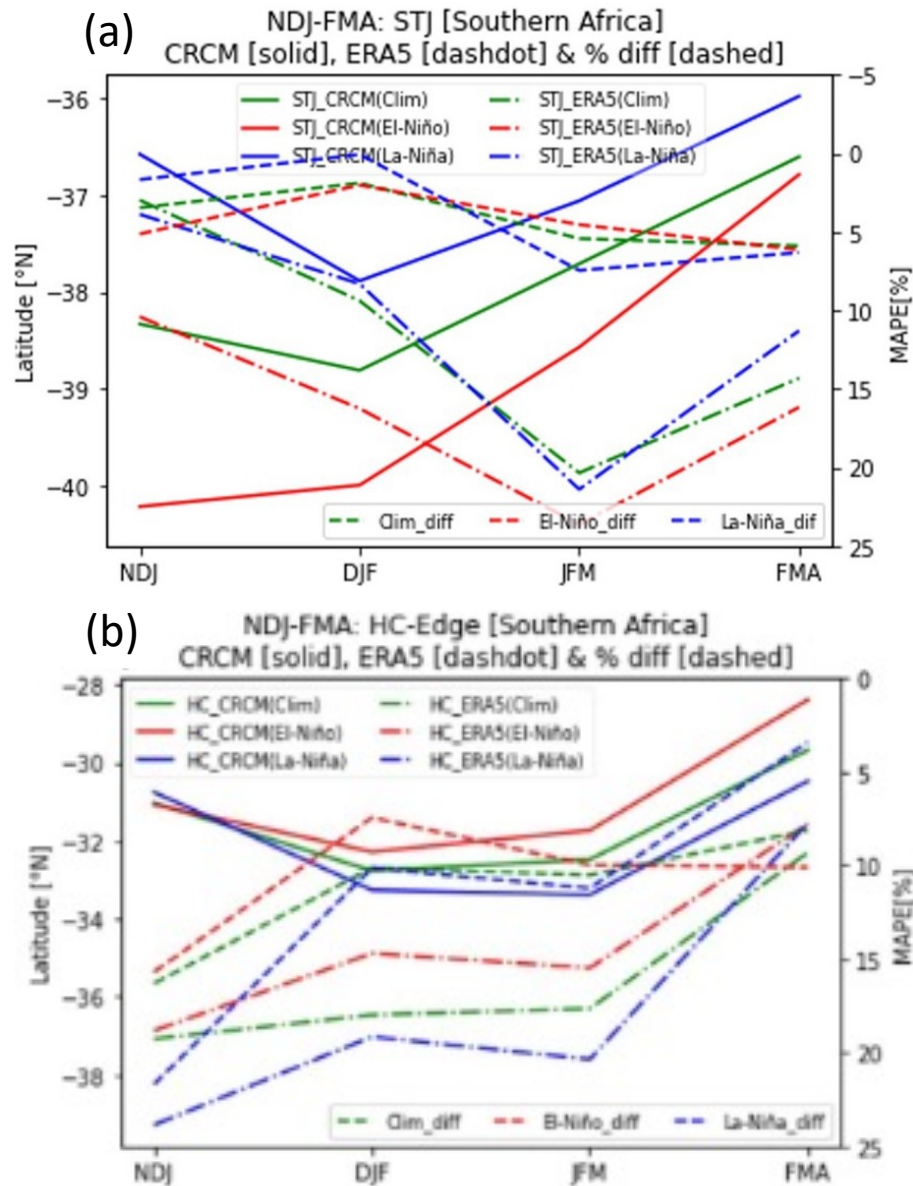 (a)
NDJ-FMA: STJ [Southern Africa]
CRCM [solid], ERA5 [dashdot] & % diff [dashed]
STJ_CRCM(Clim)
STJ_CRCM(El-Niño)
STJ_CRCM(La-Niña)
STJ_ERA5(Clim)
STJ_ERA5(El-Niño)
STJ_ERA5(La-Niña)
Latitude [°N]
−36
−37
−38
−39
−40
MAPE[%]
−5
0
5
10
15
20
25
Clim_diff
El-Niño_diff
La-Niña_dif
NDJ
DJF
JFM
FMA
(b)
NDJ-FMA: HC-Edge [Southern Africa]
CRCM [solid], ERA5 [dashdot] & % diff [dashed]
HC_CRCM(Clim)
HC_CRCM(El-Niño)
HC_CRCM(La-Niña)
HC_ERA5(Clim)
HC_ERA5(El-Niño)
HC_ERA5(La-Niña)
Latitude [°N]
−28
−30
−32
−34
−36
−38
MAPE[%]
0
5
10
15
20
25
Clim_diff
El-Niño_diff
La-Niña_diff
NDJ
DJF
JFM
FMA